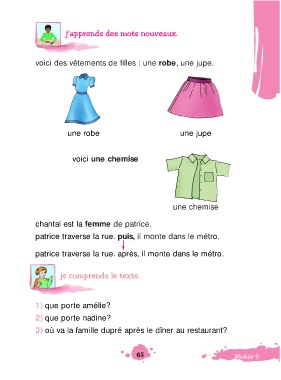 j'apprends des mots nouveaux.
voici des vêtements de filles : une robe, une jupe.
une robe
une jupe
voici une chemise
une chemise
chantal est la femme de patrice.
patrice traverse la rue. puis, il monte dans le métro.
patrice traverse la rue. après, il monte dans le métro.
je comprends le texte.
1) que porte amélie?
2) que porte nadine?
3) où va la famille dupré après le dîner au restaurant?
65
Module 9